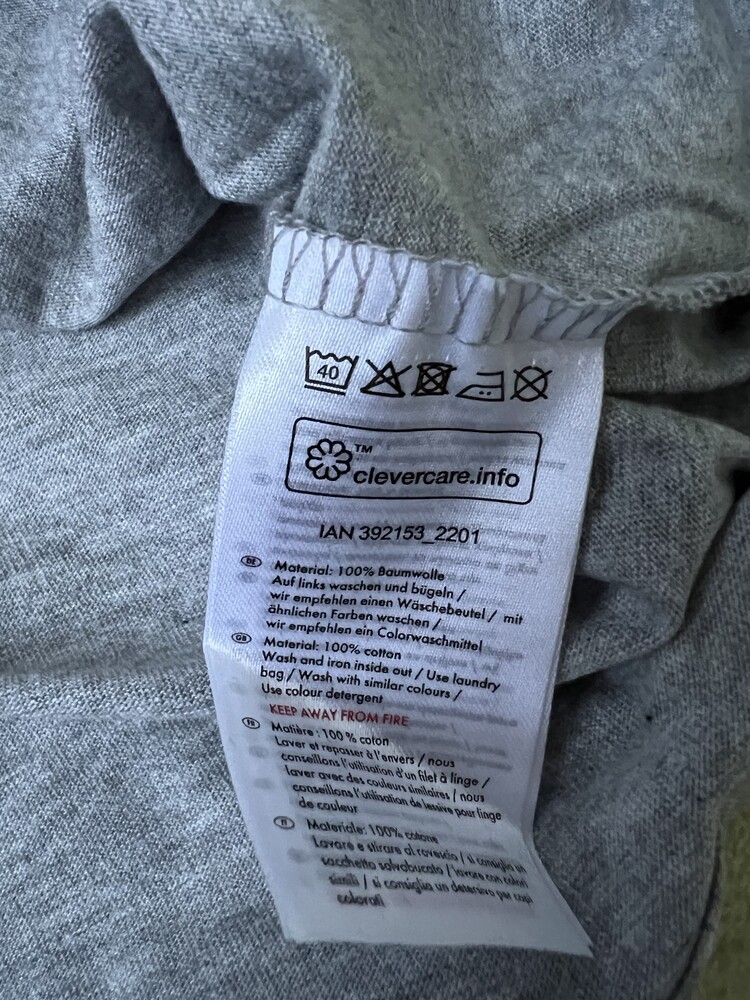 40
™
clevercare.info
IAN 392153_2201
DE Material: 100% Baumwolle
Auf links waschen und bügeln /
wir empfehlen einen Wäschebeutel / mit
ähnlichen Farben waschen /
wir empfehlen ein Colorwaschmittel
GB Material: 100% cotton
Wash and iron inside out / Use laundry
bag / Wash with similar colours /
Use colour detergent
KEEP AWAY FROM FIRE
FR Matière : 100 % coton
Laver et repasser à l'envers / nous
conseillons l'utilisation d'un filet à linge /
laver avec des couleurs similaires / nous
conseillons l'utilisation de lessive pour linge
de couleur
IT Materiale: 100% cotone
Lavare e stirare al rovescio / si consiglia un
sacchetto salvabucato / lavare con colori
simili / si consiglia un detersivo per capi
colorati